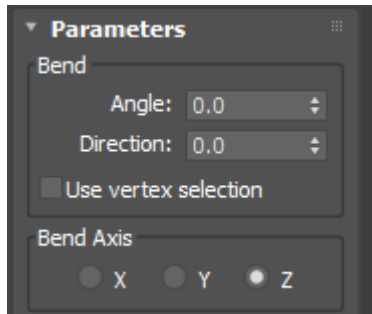 Parameters
Bend
Angle: 0.0
Direction: 0.0
Use vertex selection
Bend Axis
X Y Z